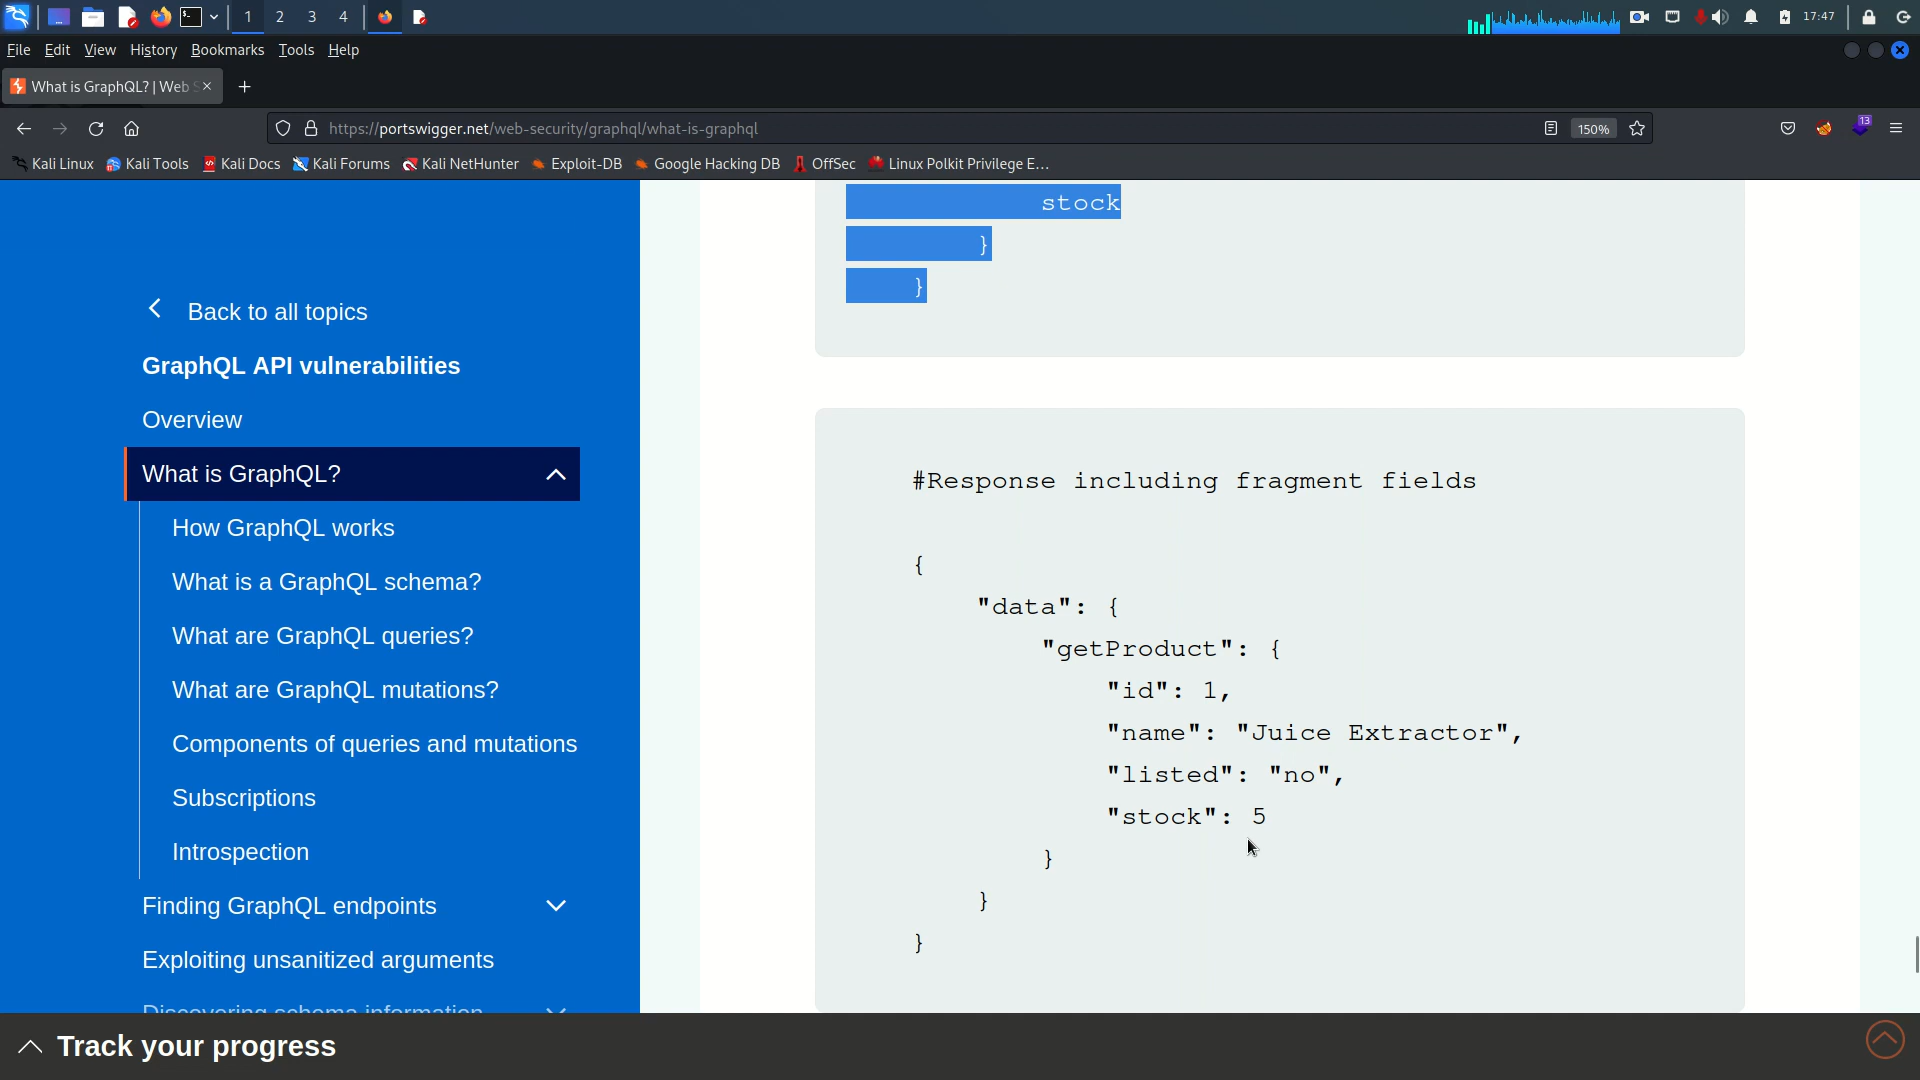 1 2 3 4
17:47
File Edit View History Bookmarks Tools Help
What is GraphQL? | Web S
https://portswigger.net/web-security/graphql/what-is-graphql
150%
13
Kali Linux Kali Tools Kali Docs Kali Forums Kali NetHunter Exploit-DB Google Hacking DB OffSec Linux Polkit Privilege E...
Back to all topics
GraphQL API vulnerabilities
Overview
What is GraphQL?
How GraphQL works
What is a GraphQL schema?
What are GraphQL queries?
What are GraphQL mutations?
Components of queries and mutations
Subscriptions
Introspection
Finding GraphQL endpoints
Exploiting unsanitized arguments
Discovering schema information
stock
}
}
#Response including fragment fields
{
"data": {
"getProduct": {
"id": 1,
"name": "Juice Extractor",
"listed": "no",
"stock": 5
}
}
}
Track your progress